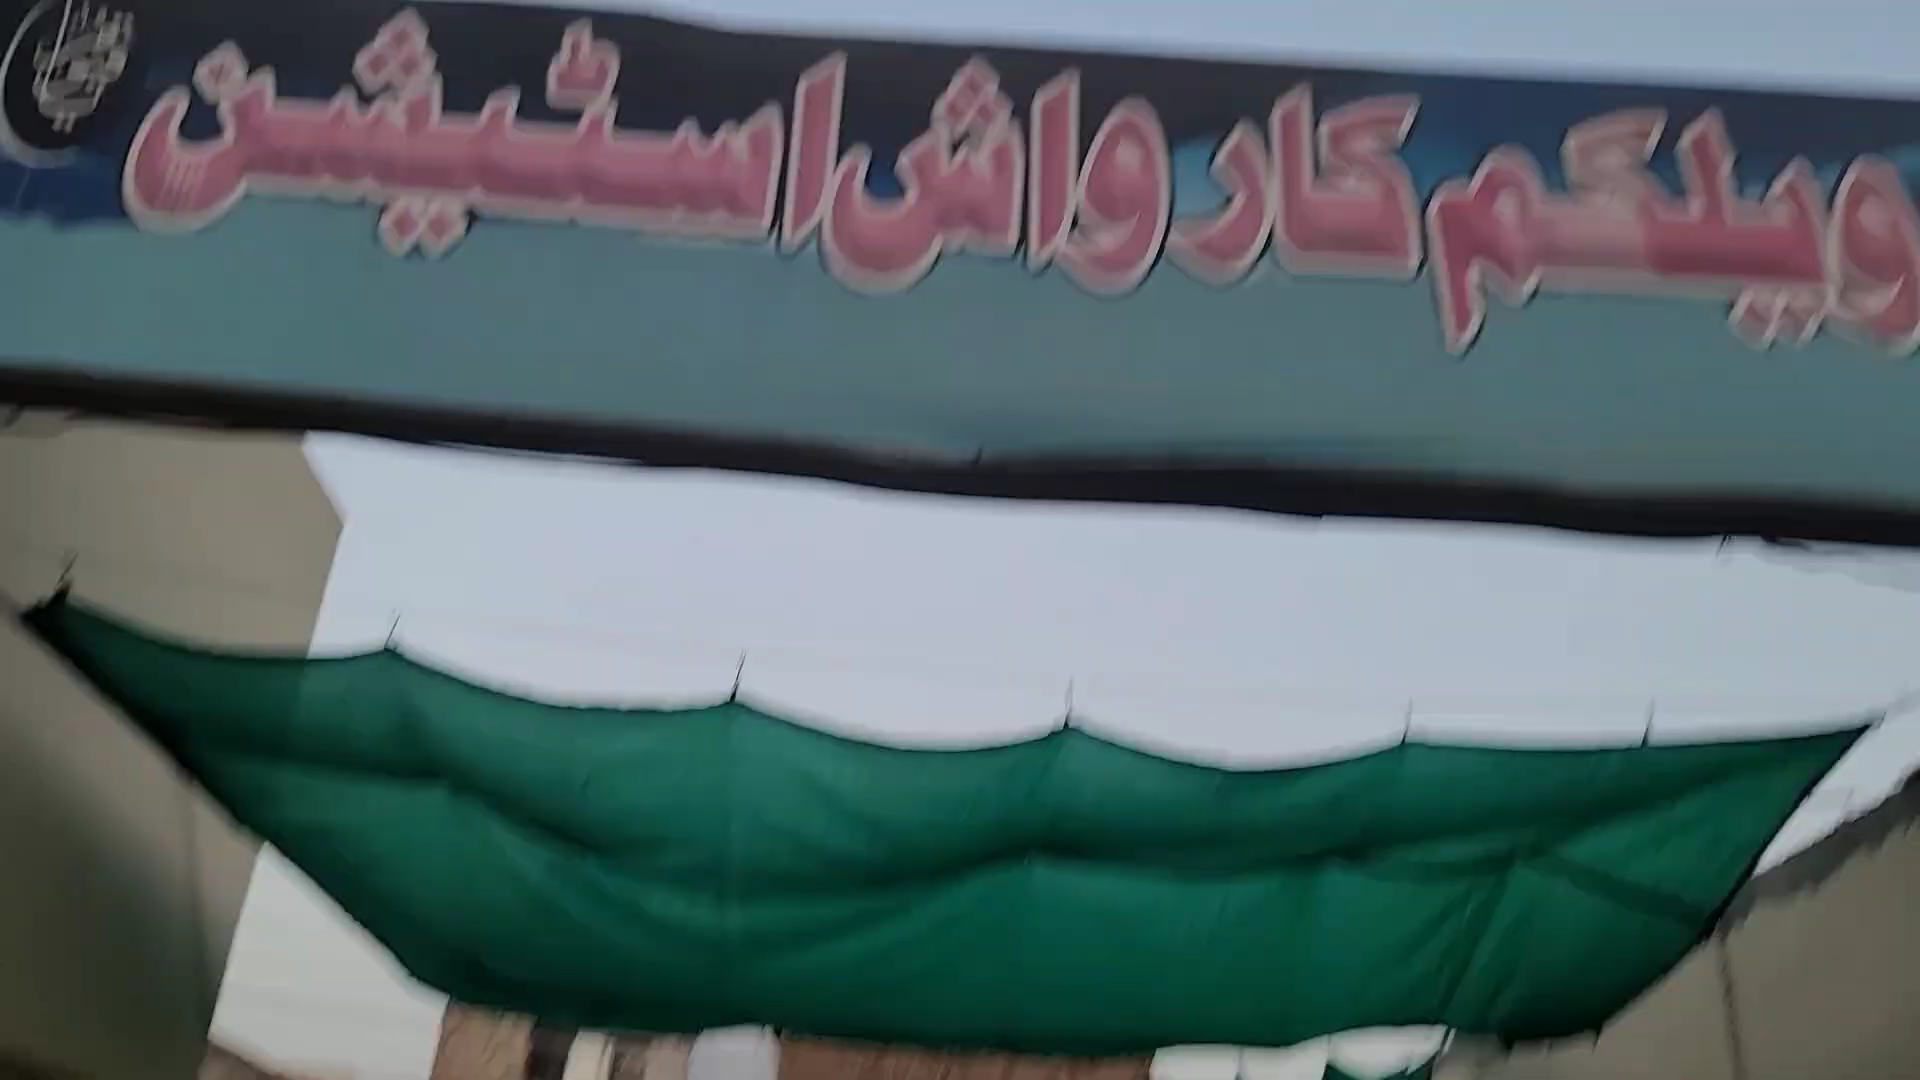 ویلکم کار واش اسٹیشن